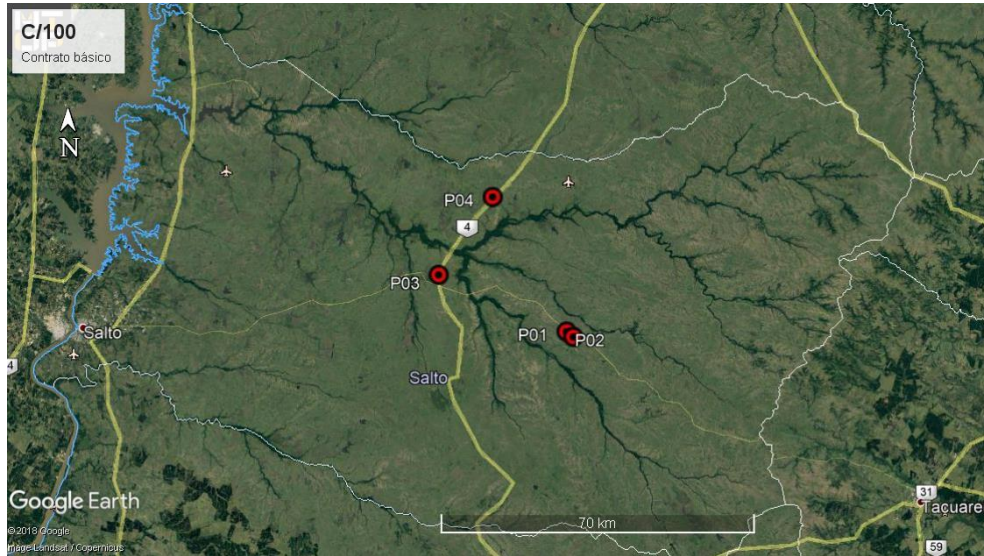 C/100
Contrato básico
N
P04
4
P03
P01
P02
Salto
4
Salto
31
Tacuare
Google Earth
70 km
© 2018 Google
Image Landsat / Copernicus
59